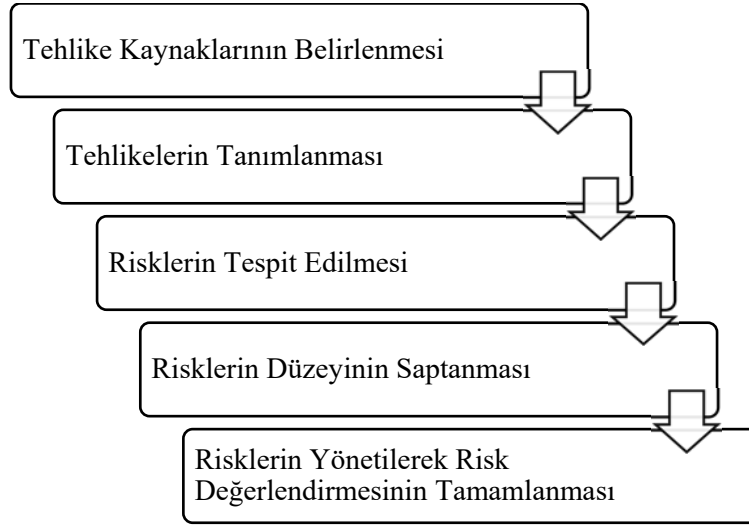 Tehlike Kaynaklarının Belirlenmesi
Tehlikelerin Tanımlanması
Risklerin Tespit Edilmesi
Risklerin Düzeyinin Saptanması
Risklerin Yönetilerek Risk
Değerlendirmesinin Tamamlanması